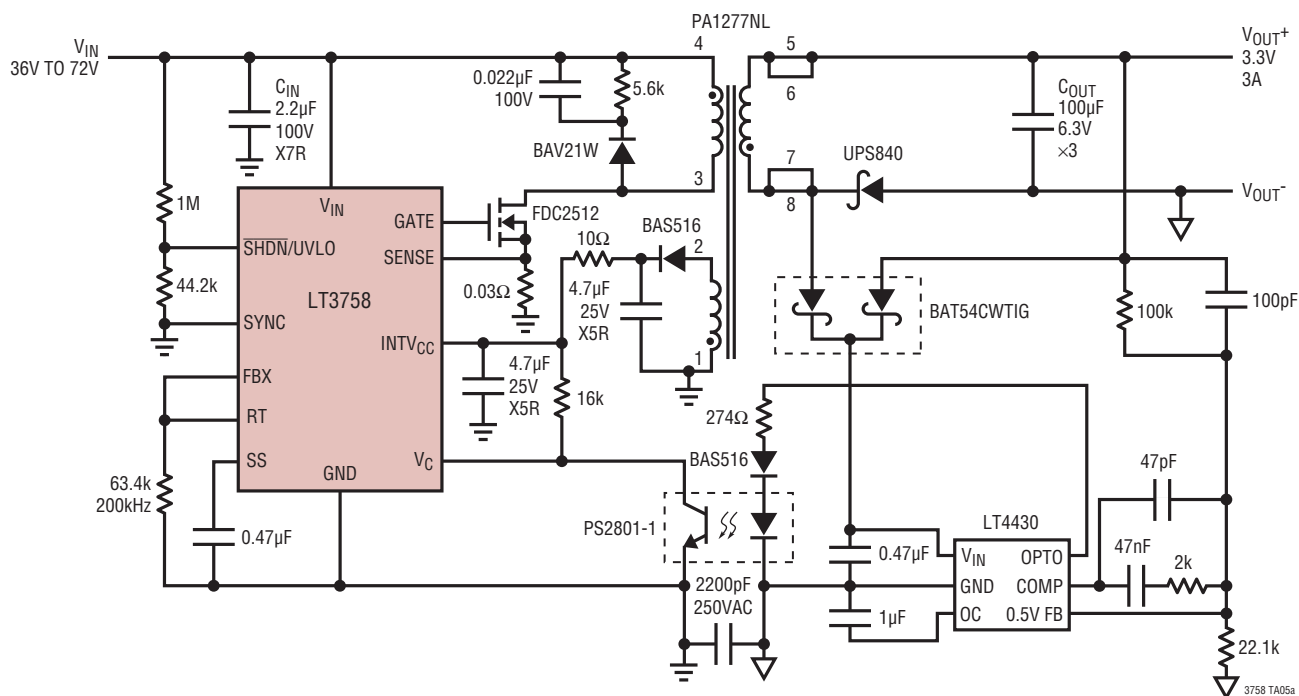 PA1277NL
VIN
36V TO 72V
4
5
6
VOUT+
3.3V
3A
CIN
2.2µF
100V
X7R
0.022µF
100V
5.6k
COUT
100µF
6.3V
×3
BAV21W
3
7
8
UPS840
VOUT-
1M
44.2k
VIN
GATE
SENSE
SHDN/UVLO
LT3758
SYNC
INTVCC
FBX
RT
SS
GND
VC
FDC2512
0.03Ω
10Ω
BAS516
2
4.7µF
25V
X5R
1
4.7µF
25V
X5R
16k
BAT54CWTIG
100k
100pF
274Ω
BAS516
63.4k
200kHz
0.47µF
PS2801-1
2200pF
250VAC
0.47µF
1µF
LT4430
VIN
OPTO
GND
COMP
OC
0.5V FB
47pF
47nF
2k
22.1k
3758 TA05a